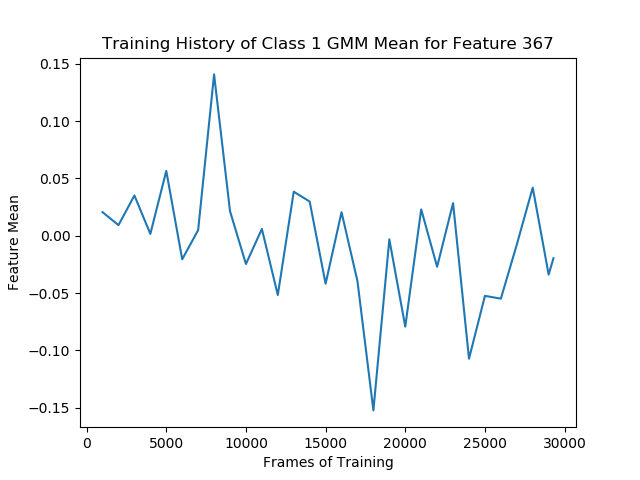 Training History of Class 1 GMM Mean for Feature 367
0.15
0.10
0.05
0.00
−0.05
−0.10
−0.15
Feature Mean
0 5000 10000 15000 20000 25000 30000
Frames of Training